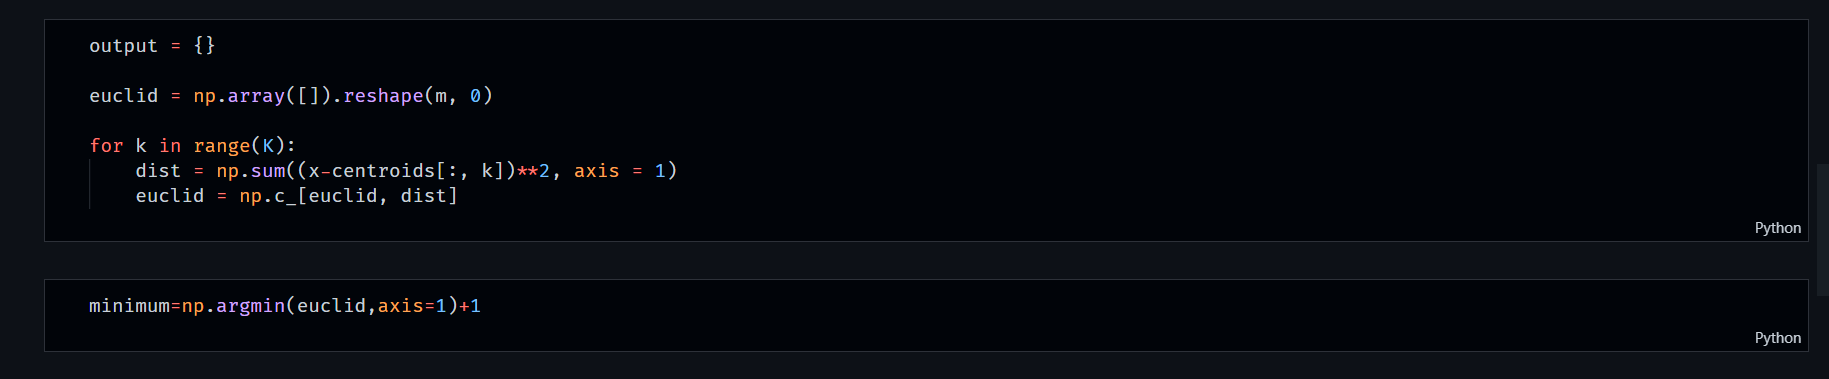 output = {}
euclid = np.array([]).reshape(m, 0)
for k in range(K):
    dist = np.sum((x-centroids[:, k])**2, axis = 1)
    euclid = np.c_[euclid, dist]
Python
minimum=np.argmin(euclid,axis=1)+1
Python